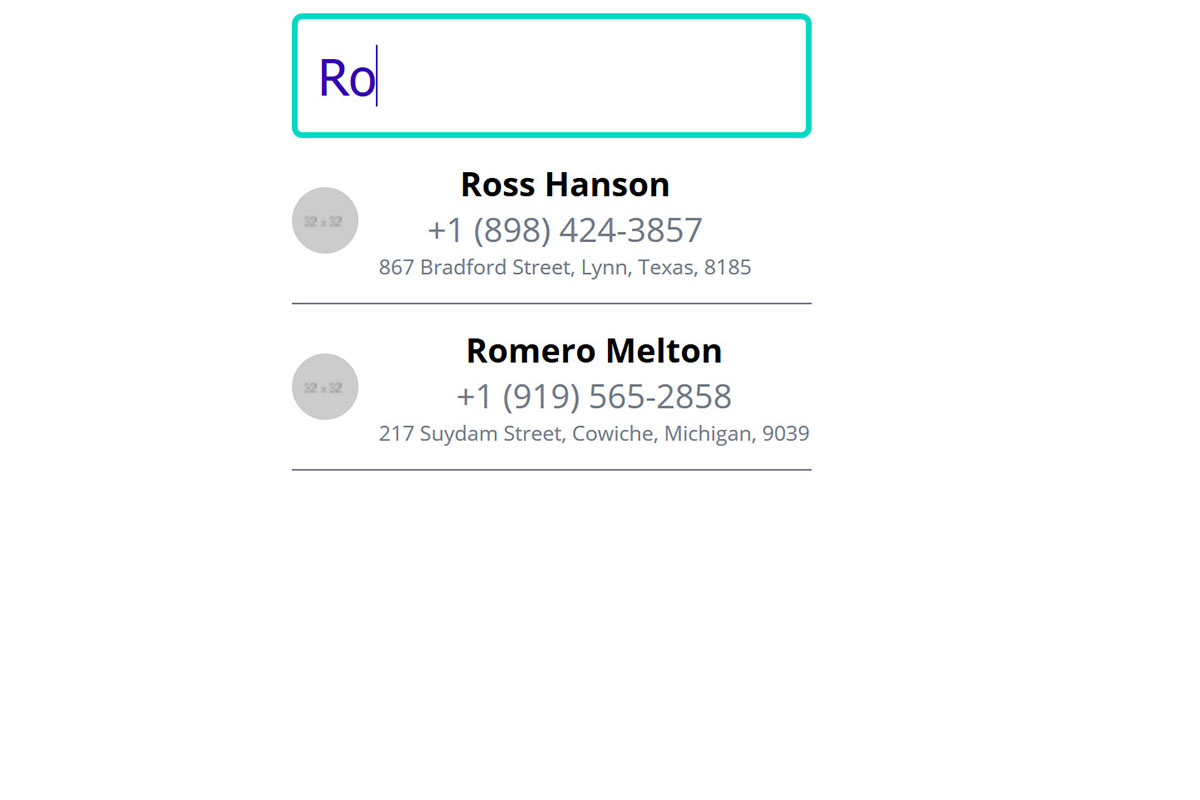 Ro
Ross Hanson
32 x 32
+1 (898) 424-3857
867 Bradford Street, Lynn, Texas, 8185
Romero Melton
32 x 32
+1 (919) 565-2858
217 Suydam Street, Cowiche, Michigan, 9039